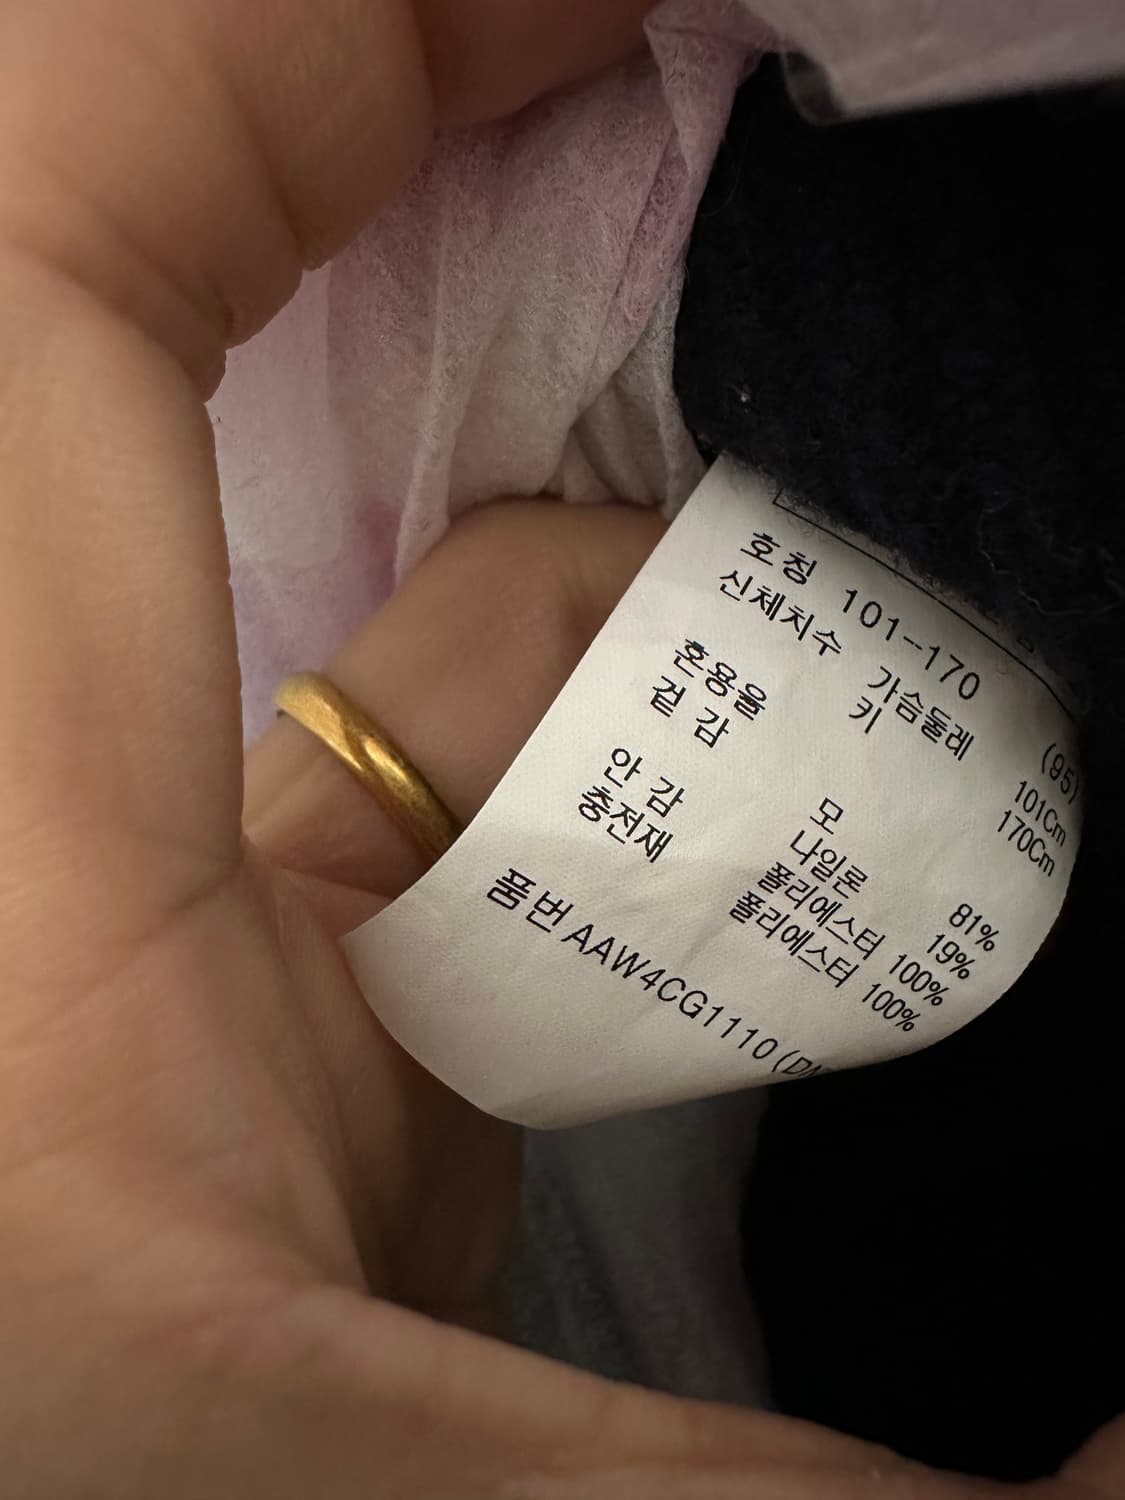 호칭 101--170 (95)
신체치수 가슴둘레 101Cm
키 170Cm
혼용율
겉 감 모 81%
나일론 19%
안 감 폴리에스터 100%
충전재 폴리에스터 100%
품번 AAW4CG1110